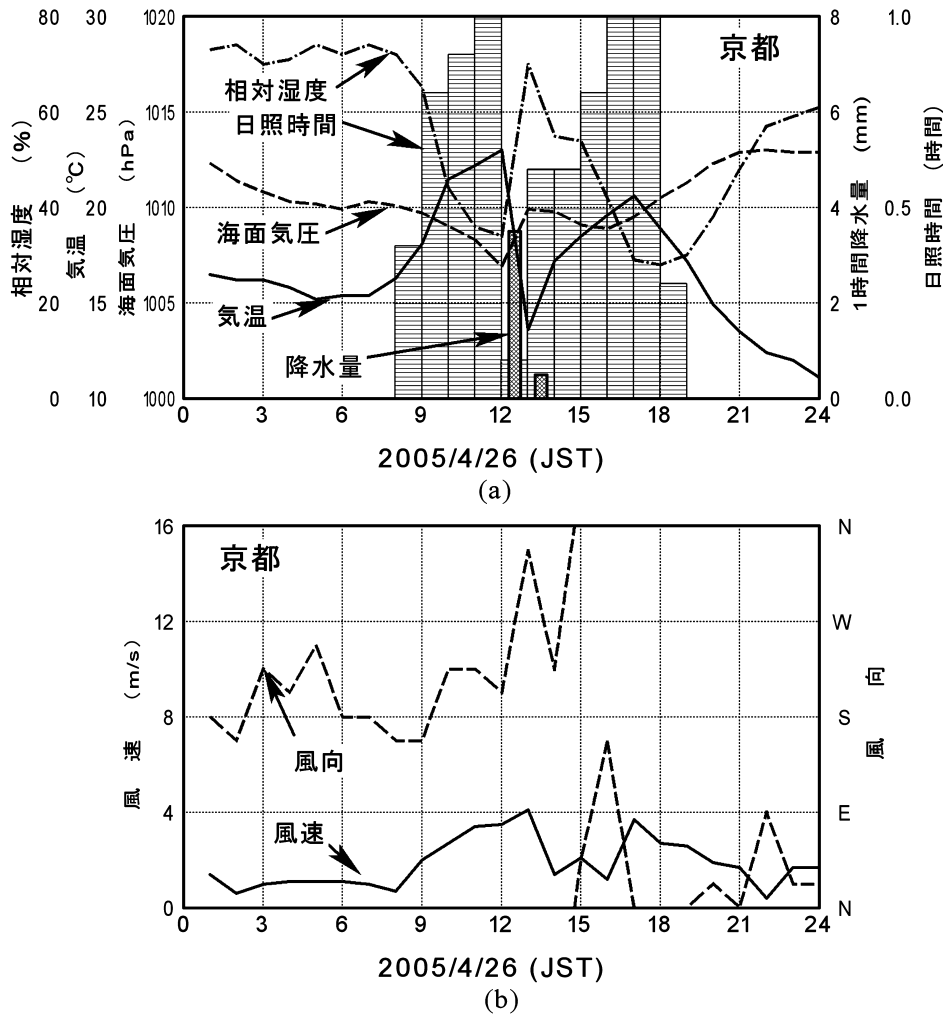 80 30 1020 8 1.0
京都
相対湿度
日照時間
60 25 1015 6
40 20 1010 4 0.5
海面気圧
20 15 1005 2
気温
降水量
0 10 1000 0 0.0
相対湿度 (%)
気温 (℃)
海面気圧 (hPa)
1時間降水量 (mm)
日照時間 (時間)
0 3 6 9 12 15 18 21 24
2005/4/26 (JST)
(a)
16 N
京都
12 W
8 S
風向
4 E
風速
0 N
風速 (m/s)
風向
0 3 6 9 12 15 18 21 24
2005/4/26 (JST)
(b)